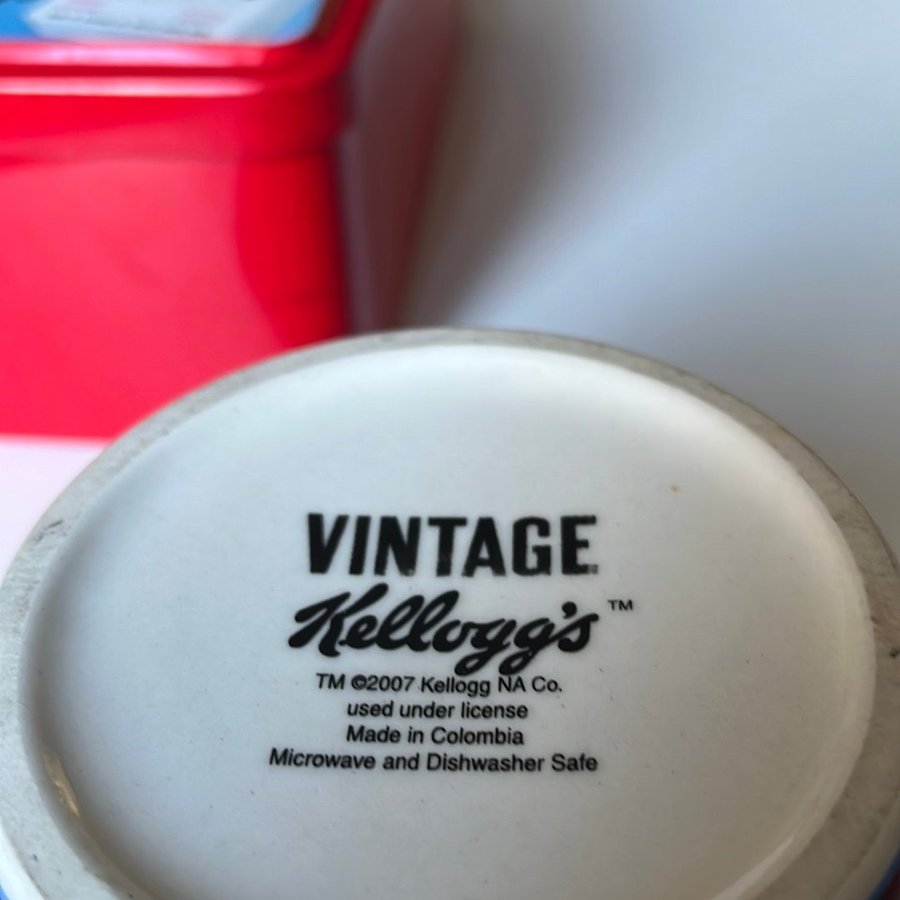 VINTAGE
Kellogg's™
TM ©2007 Kellogg NA Co.
used under license
Made in Colombia
Microwave and Dishwasher Safe